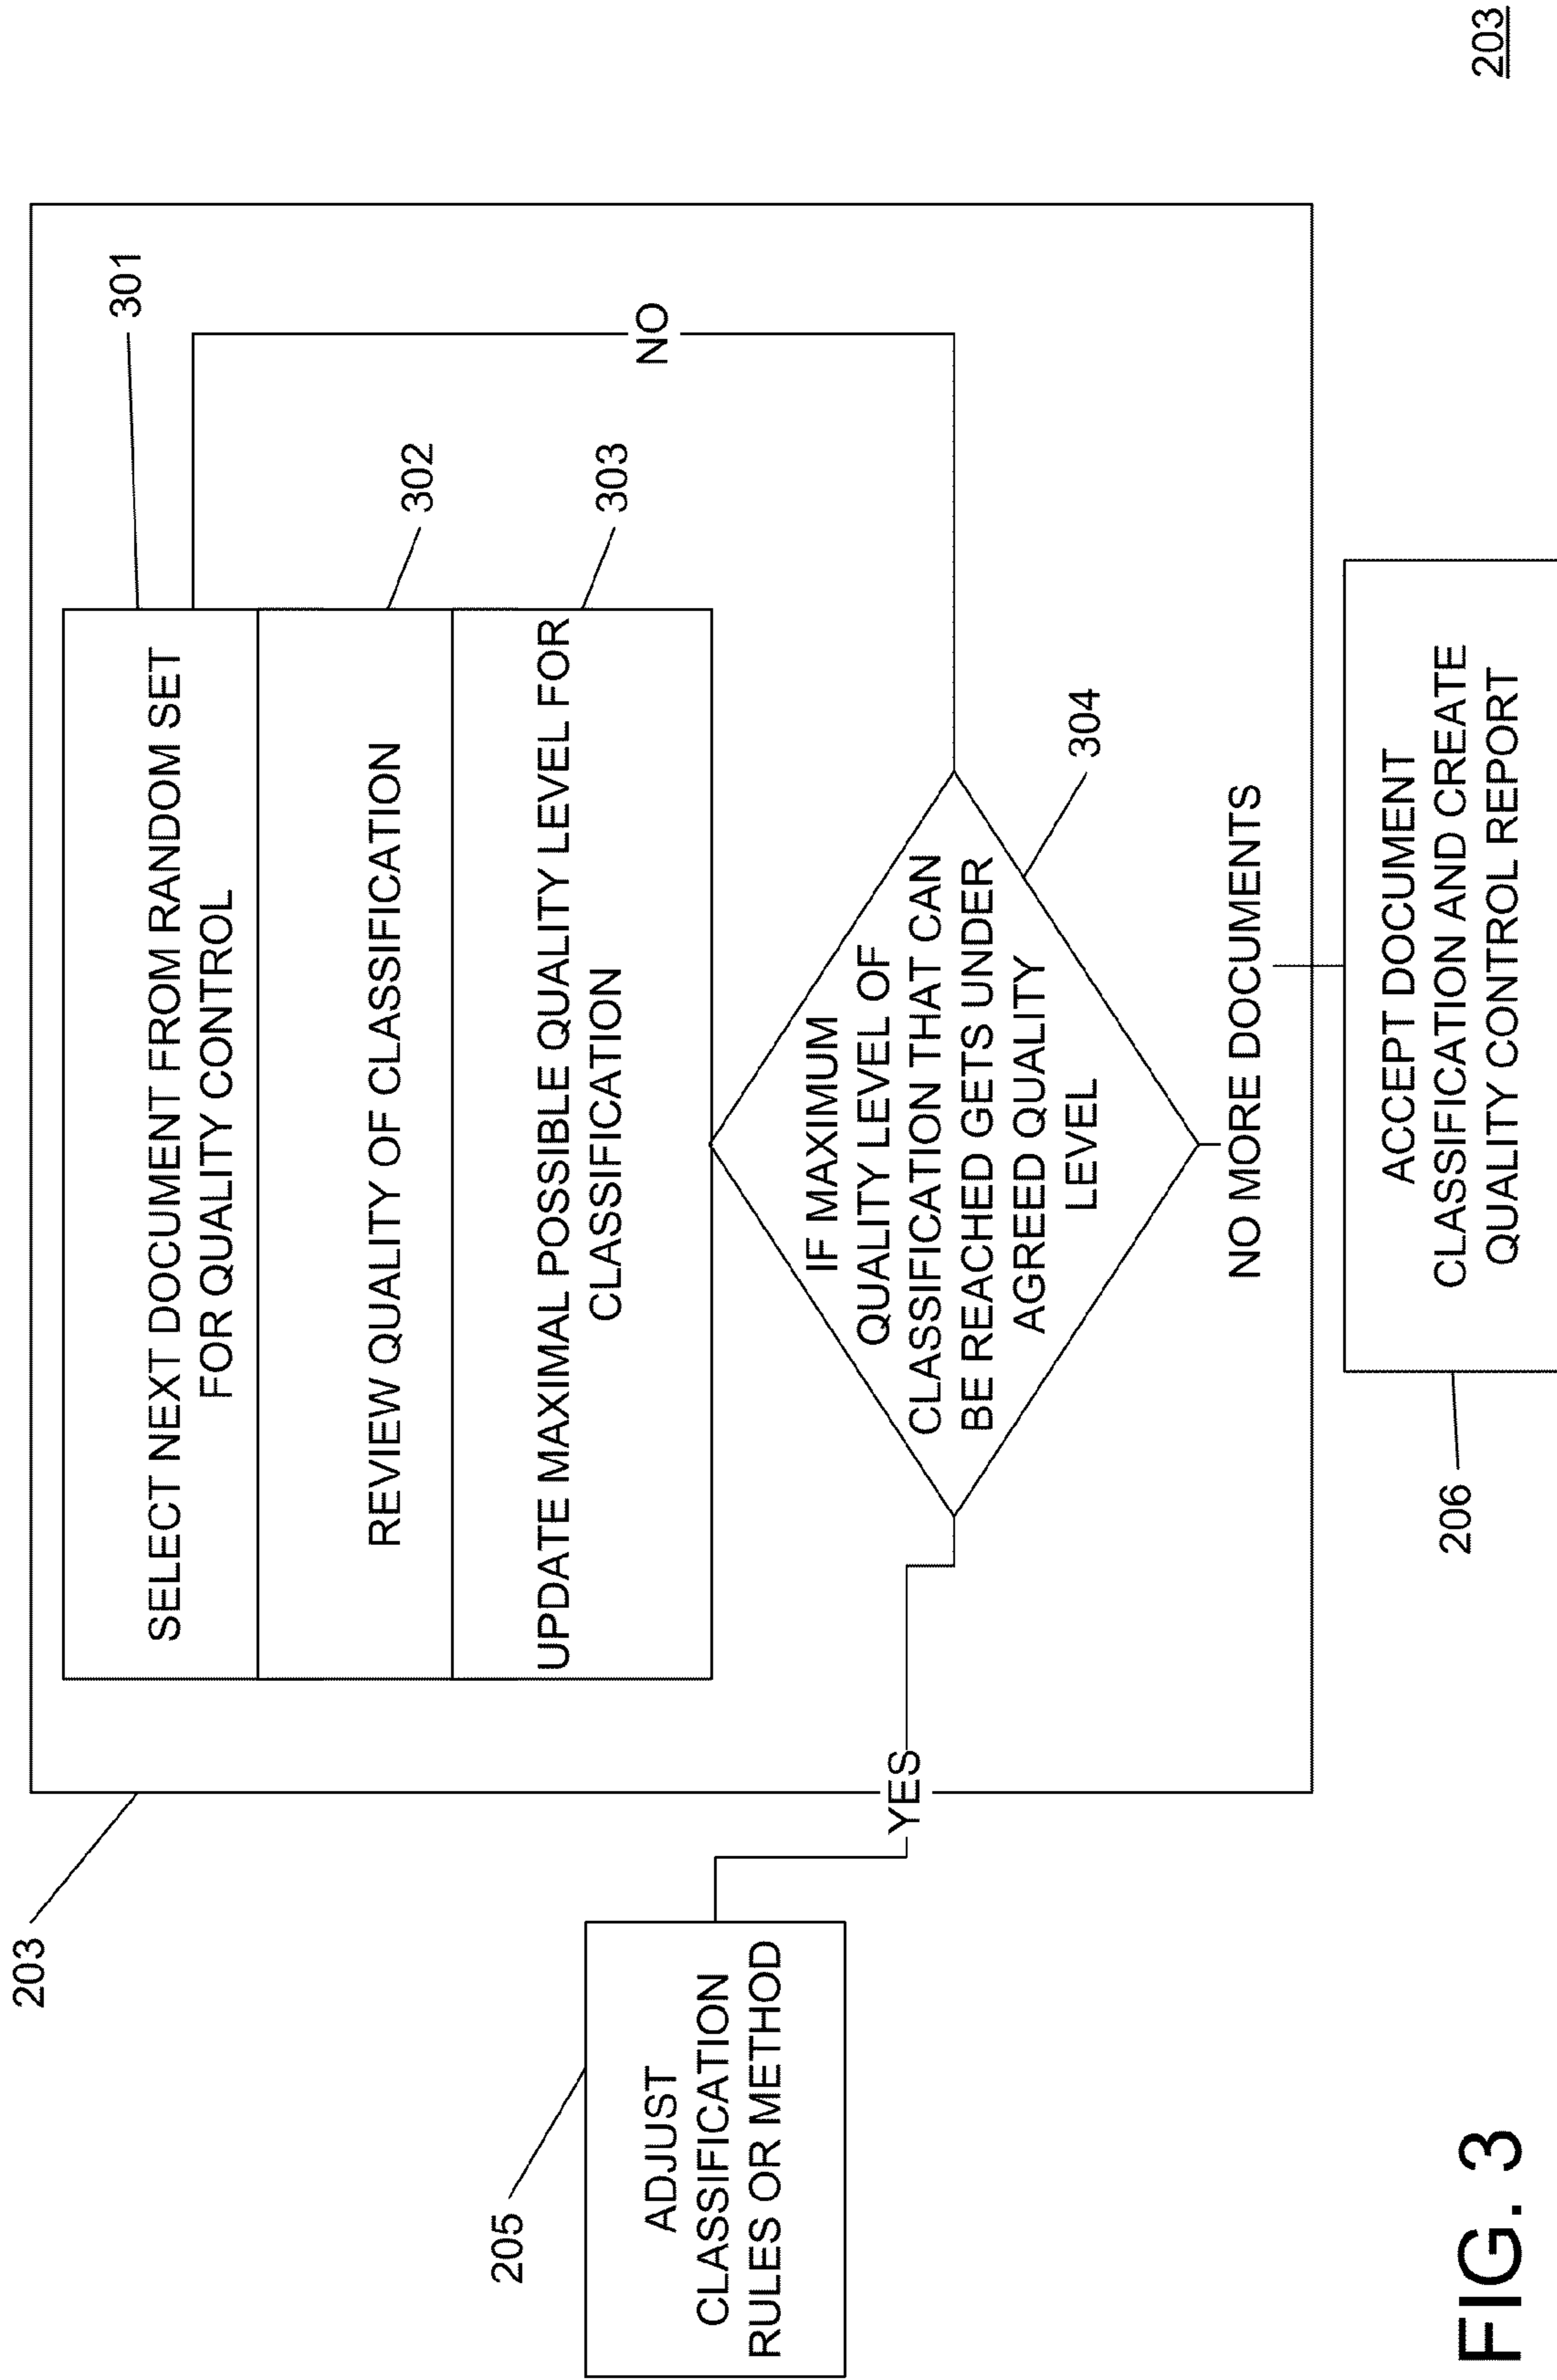 203
301
SELECT NEXT DOCUMENT FROM RANDOM SET
FOR QUALITY CONTROL
302
REVIEW QUALITY OF CLASSIFICATION
303
UPDATE MAXIMAL POSSIBLE QUALITY LEVEL FOR
CLASSIFICATION
NO
205
ADJUST
CLASSIFICATION
RULES OR METHOD
YES
IF MAXIMUM
QUALITY LEVEL OF
CLASSIFICATION THAT CAN
BE REACHED GETS UNDER
AGREED QUALITY
LEVEL
304
NO MORE DOCUMENTS
206
ACCEPT DOCUMENT
CLASSIFICATION AND CREATE
QUALITY CONTROL REPORT
FIG. 3
203